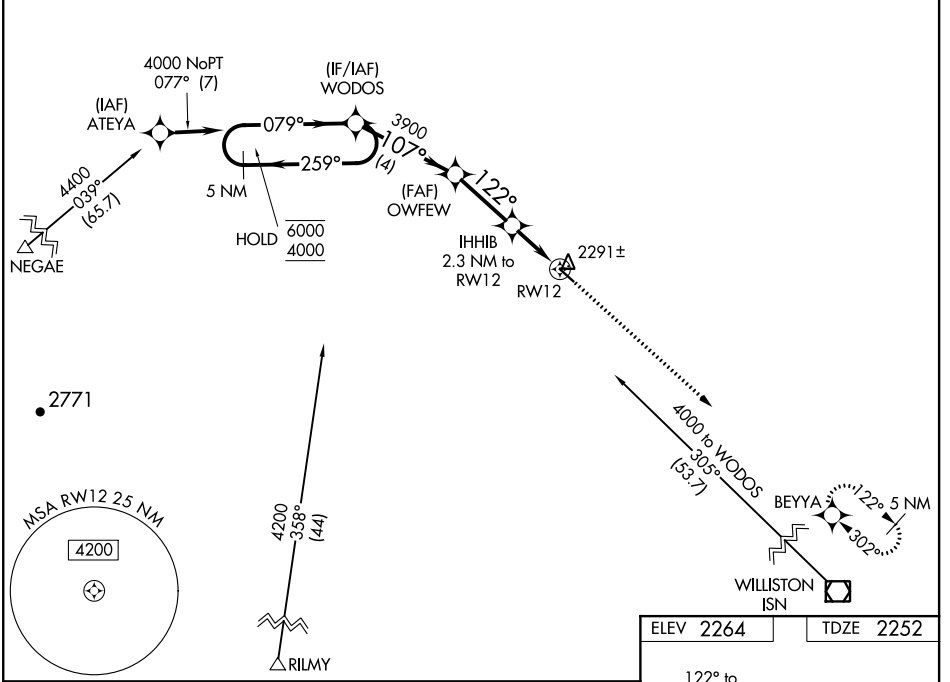 4000 NoPT
077° (7)
(IAF)
ATEYA
(IF/IAF)
WODOS
079°
259°
5 NM
HOLD
6000
4000
3900
107°
(4)
(FAF)
OWFEW
122°
IHHIB
2.3 NM to
RW12
2291±
RW12
4400
039°
(65.7)
NEGAE
2771
4200
358°
(44)
RILMY
MSA RW12 25 NM
4200
4000 to WODOS
305°
(53.7)
BEYYA
122°
5 NM
302°
WILLISTON
ISN
ELEV 2264
TDZE 2252
122° to